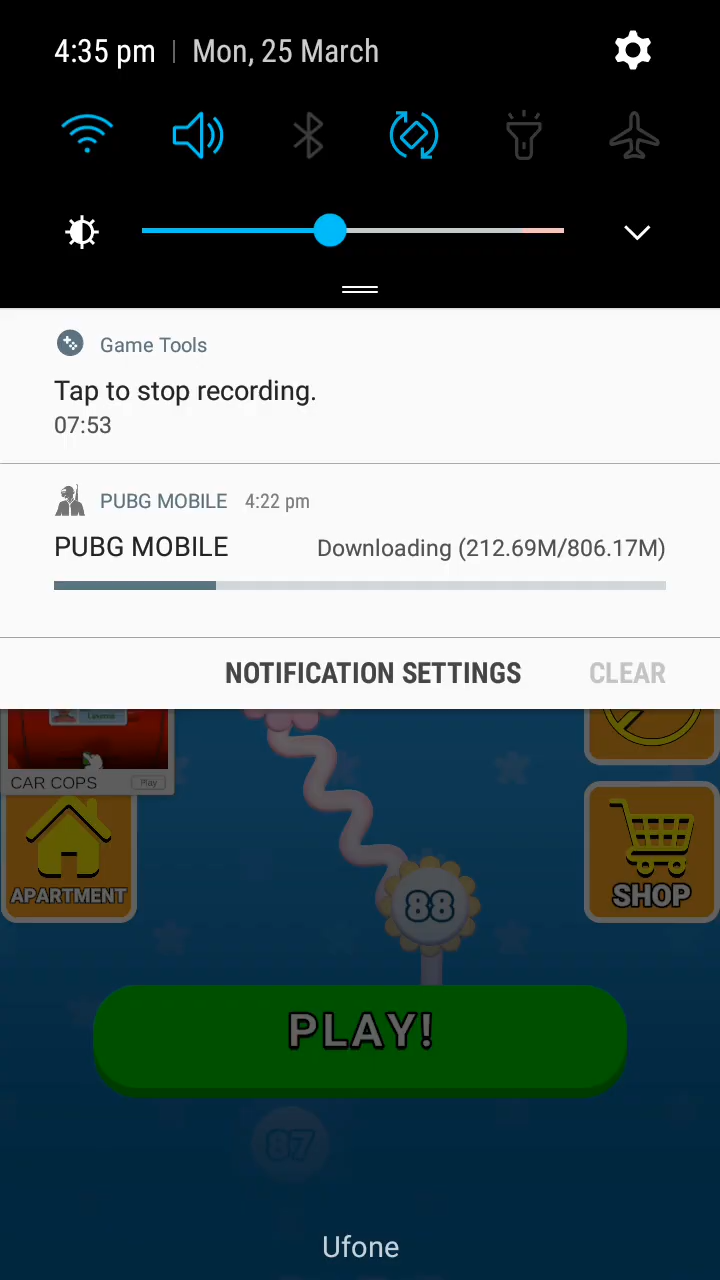 4:35 pm | Mon, 25 March
Game Tools
Tap to stop recording.
07:53
PUBG MOBILE 4:22 pm
PUBG MOBILE Downloading (212.69M/806.17M)
NOTIFICATION SETTINGS CLEAR
CAR COPS Play
APARTMENT
SHOP
88
PLAY!
87
Ufone